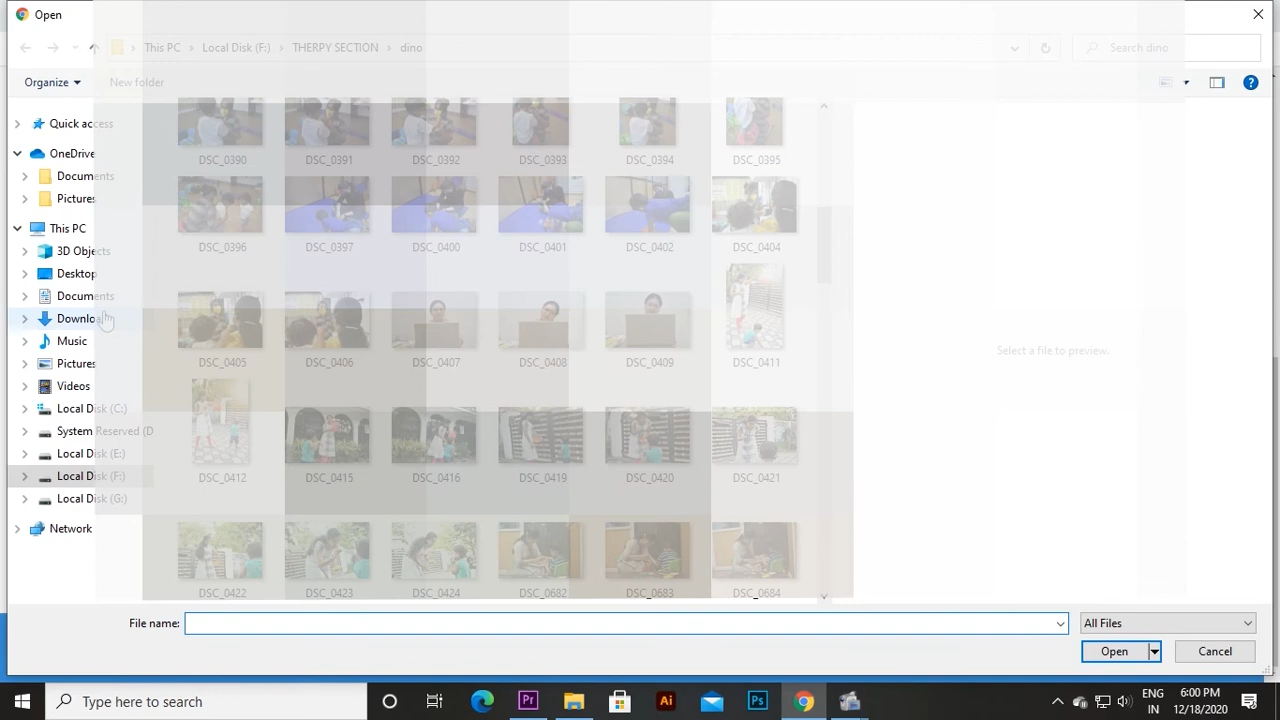 Open
This PC > Local Disk (F:) > THERPY SECTION > dino
Search dino
Organize
New folder
Quick access
OneDrive
Documents
Pictures
This PC
3D Objects
Desktop
Documents
Downloa
Music
Pictures
Videos
Local Disk (C:)
System Reserved (D
Local Disk (E:)
Local Disk (F:)
Local Disk (G:)
Network
DSC_0390 DSC_0391 DSC_0392 DSC_0393 DSC_0394 DSC_0395
DSC_0396 DSC_0397 DSC_0400 DSC_0401 DSC_0402 DSC_0404
DSC_0405 DSC_0406 DSC_0407 DSC_0408 DSC_0409 DSC_0411
DSC_0412 DSC_0415 DSC_0416 DSC_0419 DSC_0420 DSC_0421
DSC_0422 DSC_0423 DSC_0424 DSC_0682 DSC_0683 DSC_0684
Select a file to preview.
File name:
All Files
Open
Cancel
Type here to search
Pr
Ai
Ps
ENG
IN
6:00 PM
12/18/2020